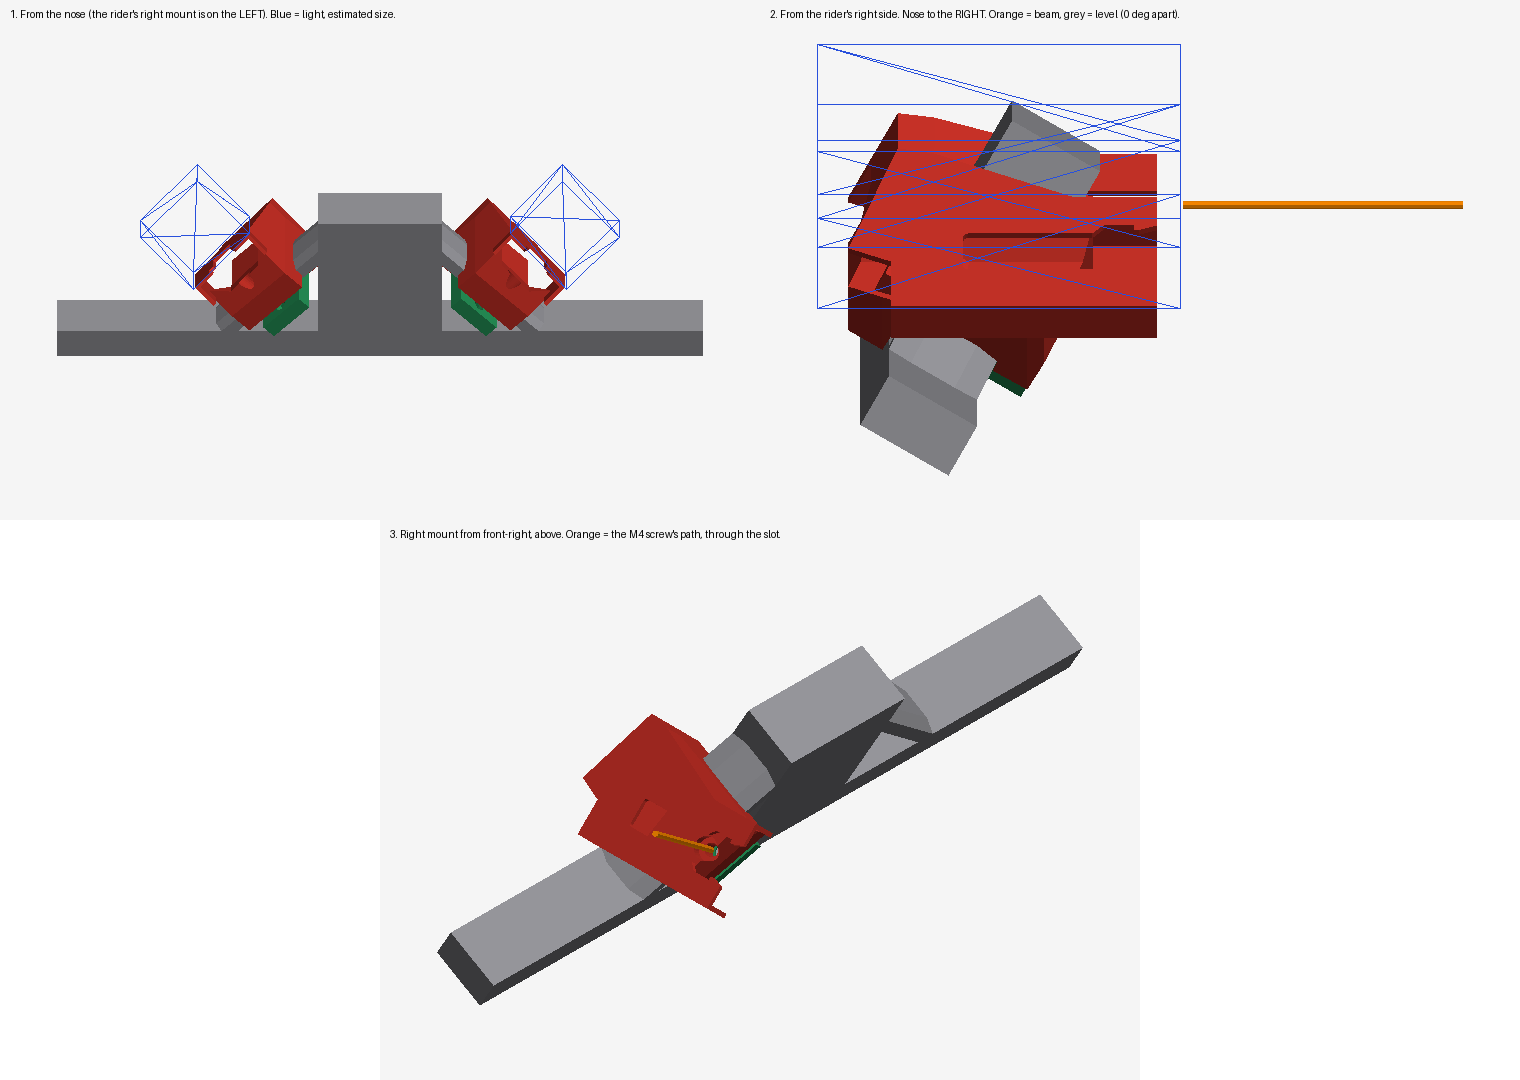 1. From the nose (the rider's right mount is on the LEFT). Blue = light, estimated size.
2. From the rider's right side. Nose to the RIGHT. Orange = beam, grey = level (0 deg apart).
3. Right mount from front-right, above. Orange = the M4 screw's path, through the slot.